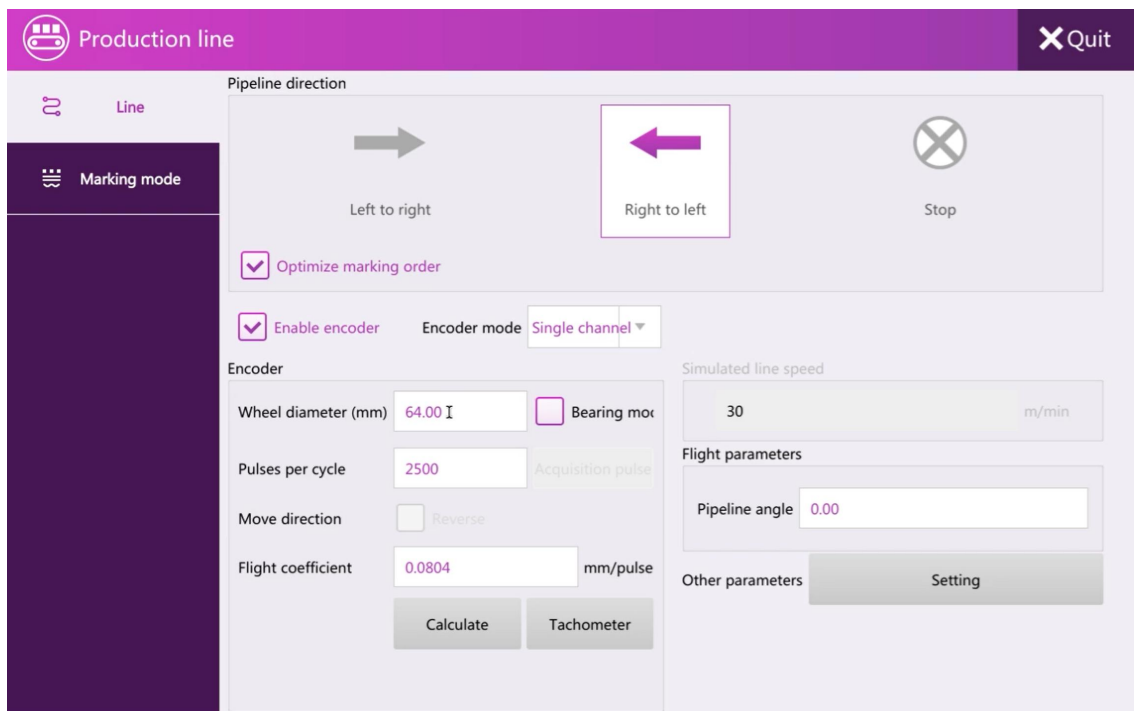 Production line
Quit
Line
Marking mode
Pipeline direction
Left to right
Right to left
Stop
Optimize marking order
Enable encoder
Encoder mode Single channel
Encoder
Wheel diameter (mm) 64.00 Bearing moc
Pulses per cycle 2500 Acquisition pulse
Move direction Reverse
Flight coefficient 0.0804 mm/pulse
Calculate Tachometer
Simulated line speed
30 m/min
Flight parameters
Pipeline angle 0.00
Other parameters Setting